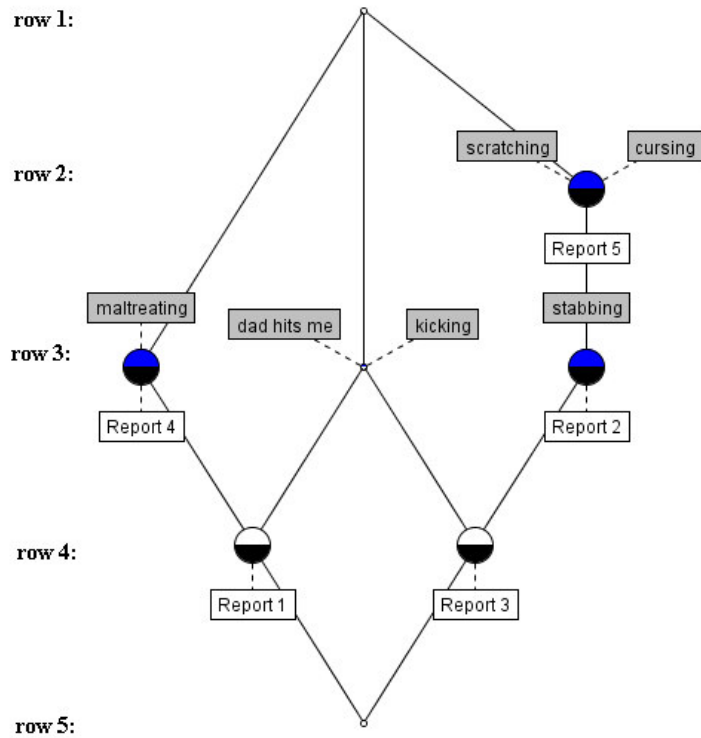 row 1:
scratching
cursing
row 2:
Report 5
maltreating
dad hits me
kicking
stabbing
row 3:
Report 4
Report 2
row 4:
Report 1
Report 3
row 5: